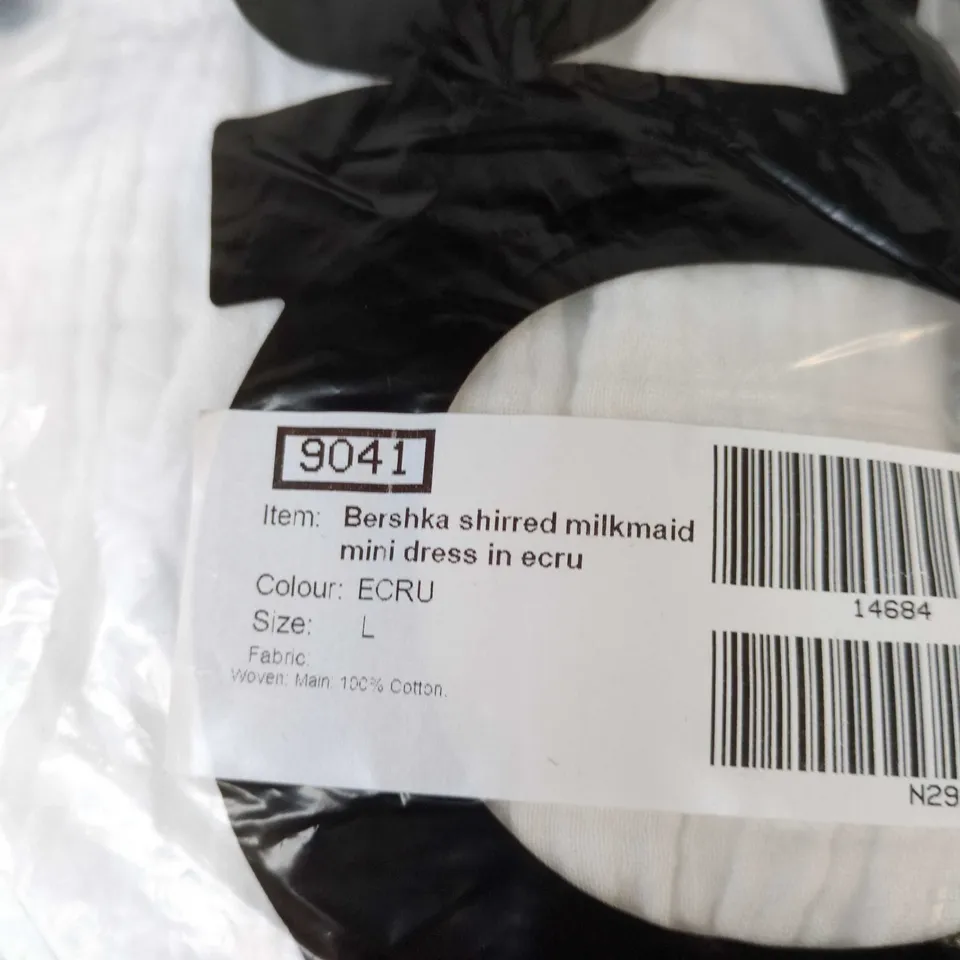 9041
Item: Bershka shirred milkmaid
mini dress in ecru
Colour: ECRU
Size: L
Fabric:
Woven: Main: 100% Cotton.
14684
N29